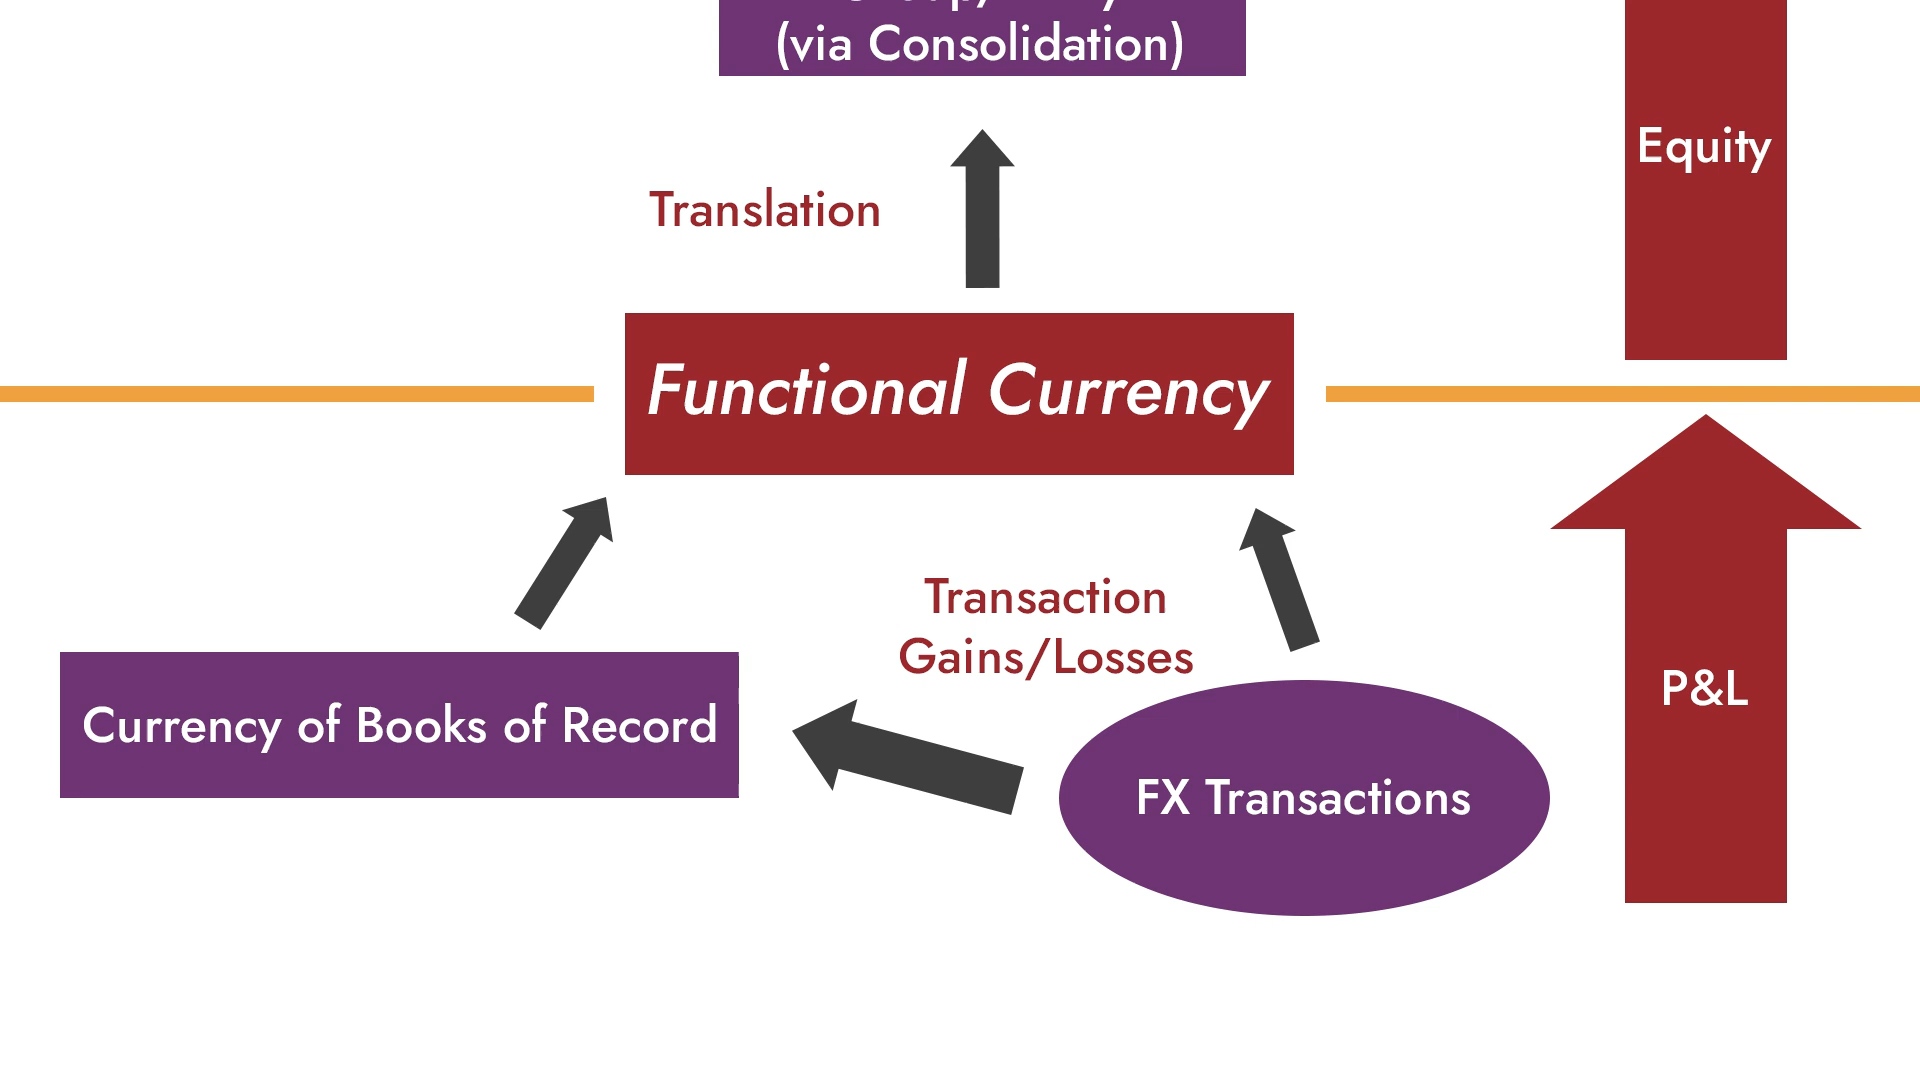 (via Consolidation)
Equity
Translation
Functional Currency
Transaction
Gains/Losses
P&L
Currency of Books of Record
FX Transactions